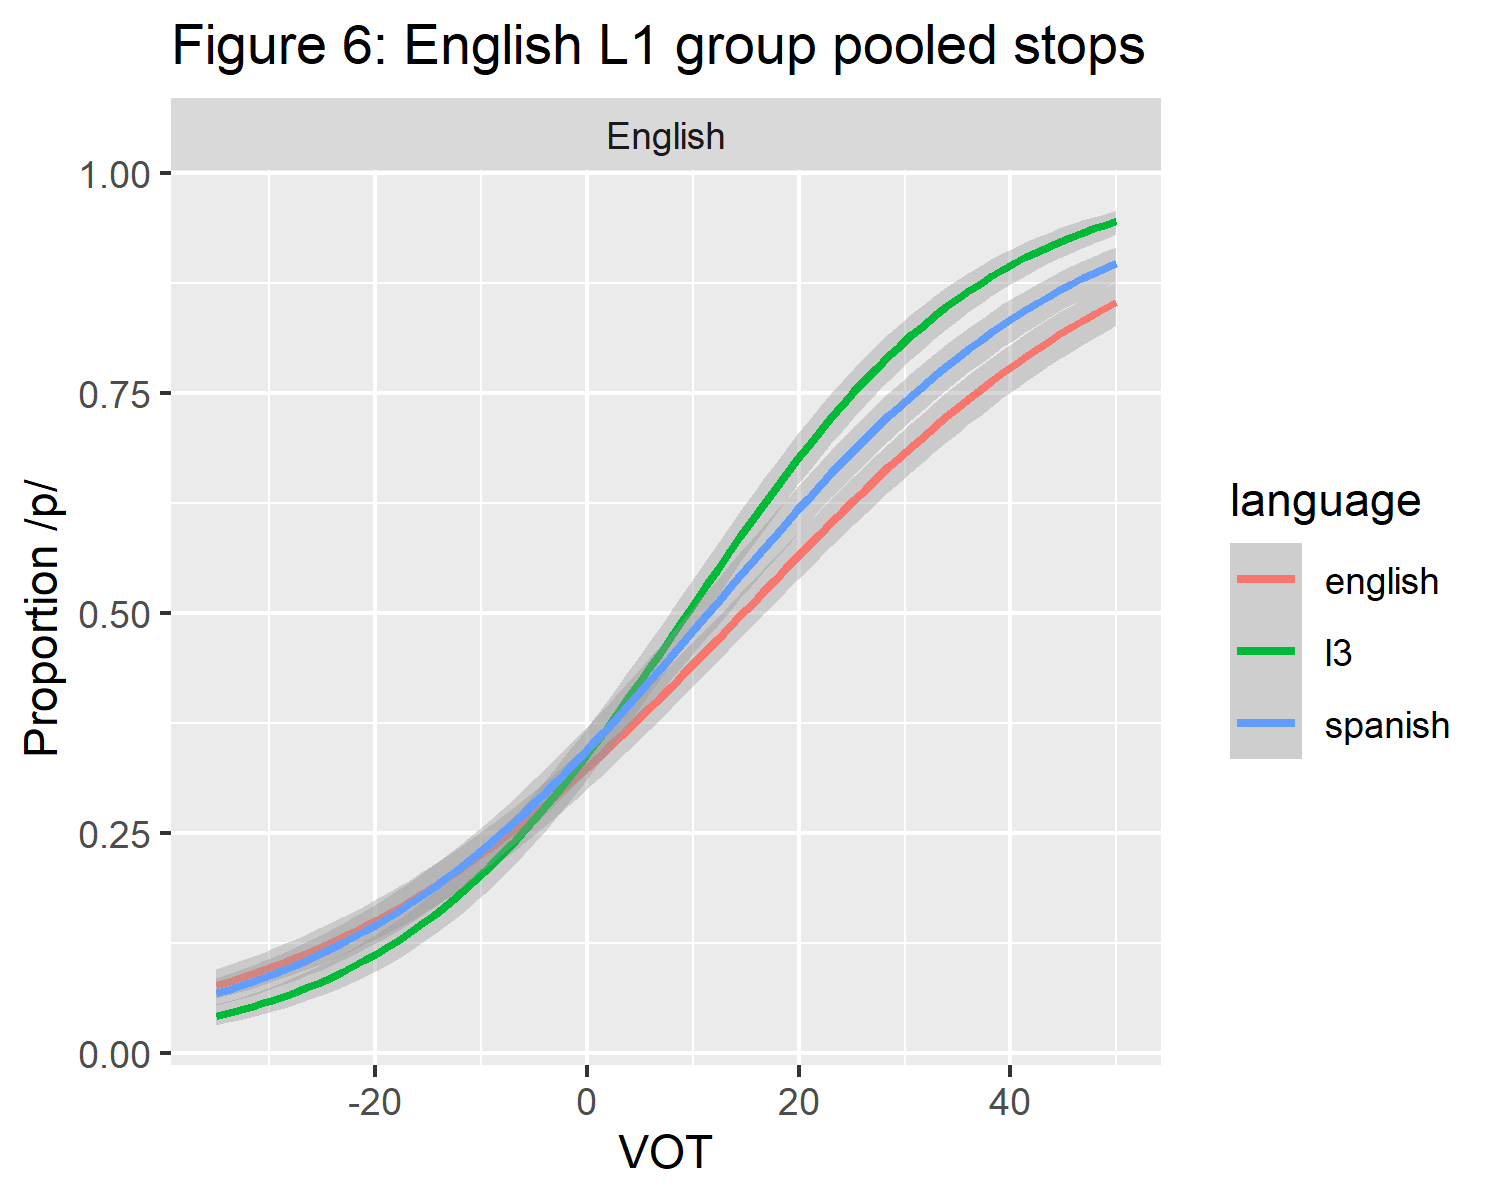 Figure 6: English L1 group pooled stops
English
1.00
0.75
0.50
0.25
0.00
Proportion /p/
-20 0 20 40
VOT
language
english
l3
spanish